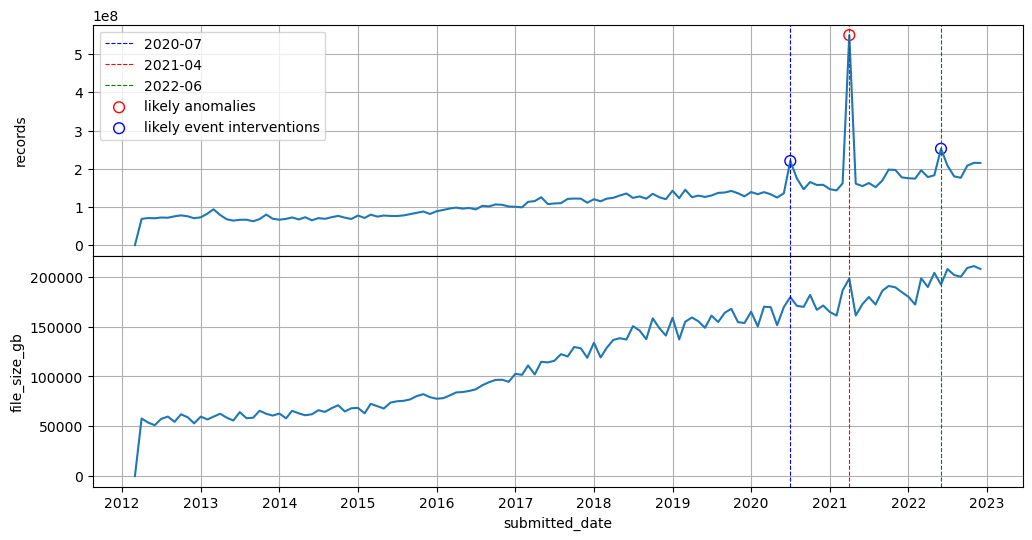 1e8
2020-07
2021-04
2022-06
likely anomalies
likely event interventions
5
4
3
2
1
0
records
200000
150000
100000
50000
0
file_size_gb
2012 2013 2014 2015 2016 2017 2018 2019 2020 2021 2022 2023
submitted_date